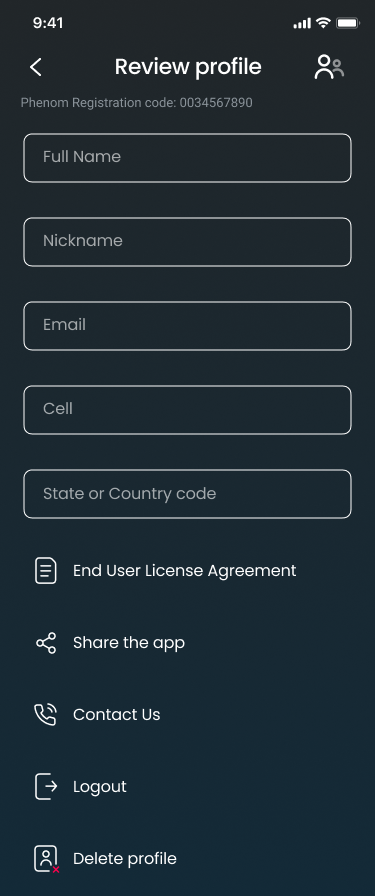 9:41
Review profile
Phenom Registration code: 0034567890
Full Name
Nickname
Email
Cell
State or Country code
End User License Agreement
Share the app
Contact Us
Logout
Delete profile